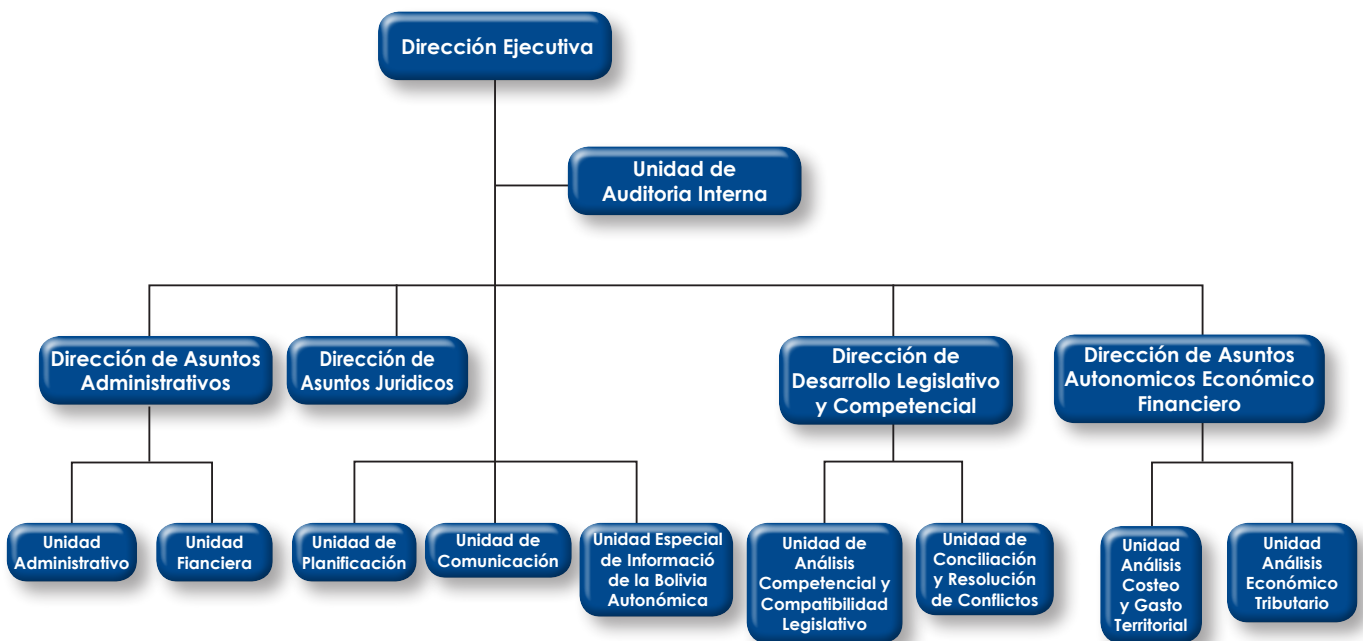 Dirección Ejecutiva
Unidad de
Auditoria Interna
Dirección de Asuntos
Administrativos
Dirección de
Asuntos Juridicos
Dirección de
Desarrollo Legislativo
y Competencial
Dirección de Asuntos
Autonomicos Económico
Financiero
Unidad
Administrativo
Unidad
Fianciera
Unidad de
Planificación
Unidad de
Comunicación
Unidad Especial
de Informació
de la Bolivia
Autonómica
Unidad de
Análisis
Competencial y
Compatibilidad
Legislativo
Unidad de
Conciliación
y Resolución
de Conflictos
Unidad
Análisis
Costeo
y Gasto
Territorial
Unidad
Análisis
Económico
Tributario